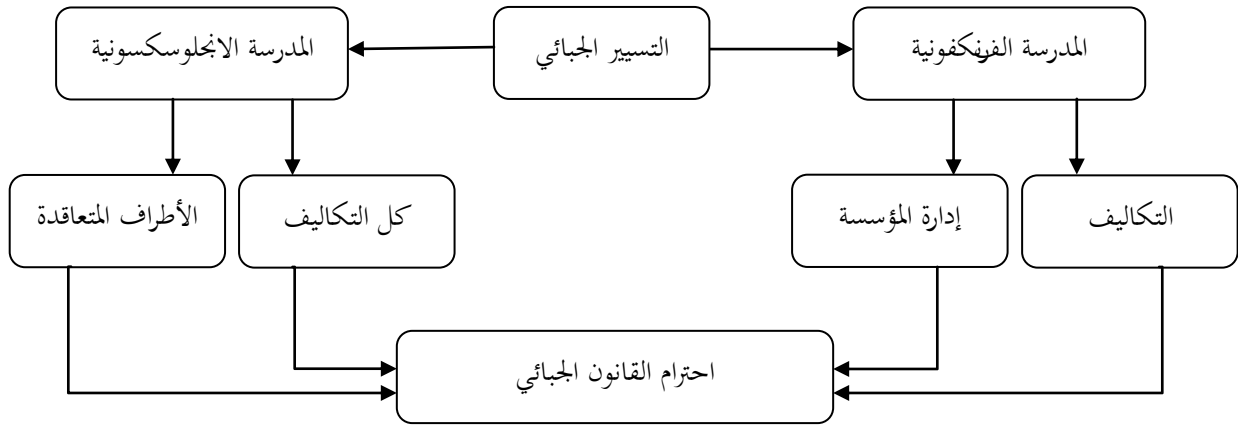 المدرسة الفرنكفونية
التسيير الجبائي
المدرسة الانجلوسكسونية
التكاليف
إدارة المؤسسة
كل التكاليف
الأطراف المتعاقدة
احترام القانون الجبائي